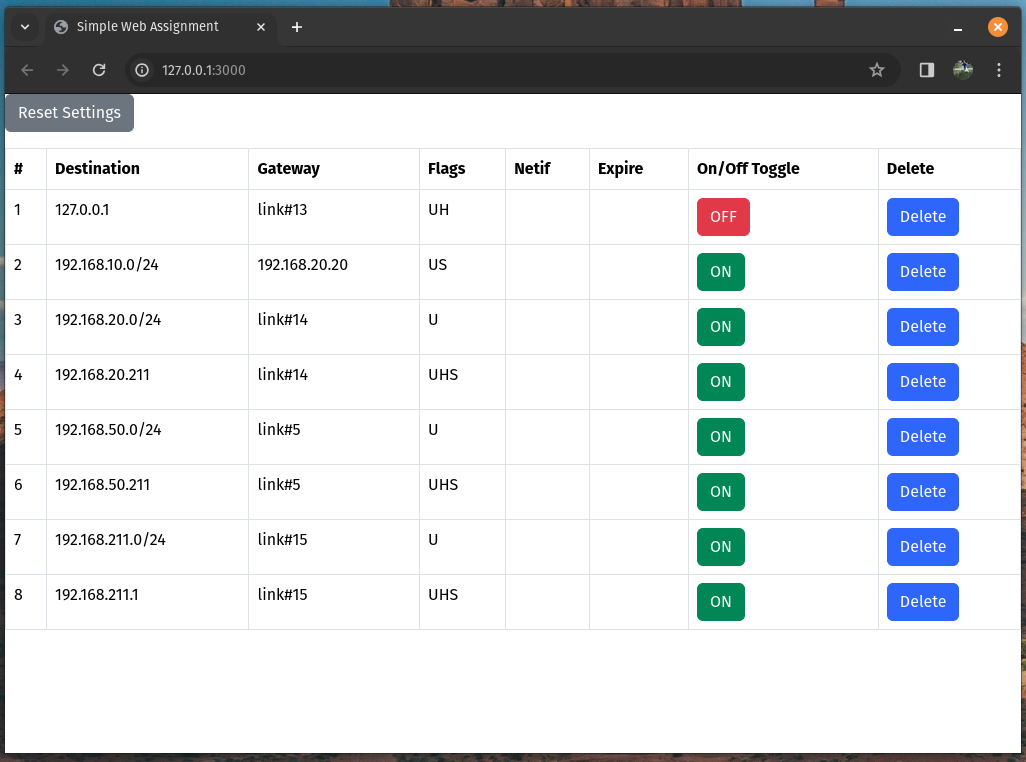 Simple Web Assignment
127.0.0.1:3000
Reset Settings
# Destination Gateway Flags Netif Expire On/Off Toggle Delete
1 127.0.0.1 link#13 UH OFF Delete
2 192.168.10.0/24 192.168.20.20 US ON Delete
3 192.168.20.0/24 link#14 U ON Delete
4 192.168.20.211 link#14 UHS ON Delete
5 192.168.50.0/24 link#5 U ON Delete
6 192.168.50.211 link#5 UHS ON Delete
7 192.168.211.0/24 link#15 U ON Delete
8 192.168.211.1 link#15 UHS ON Delete